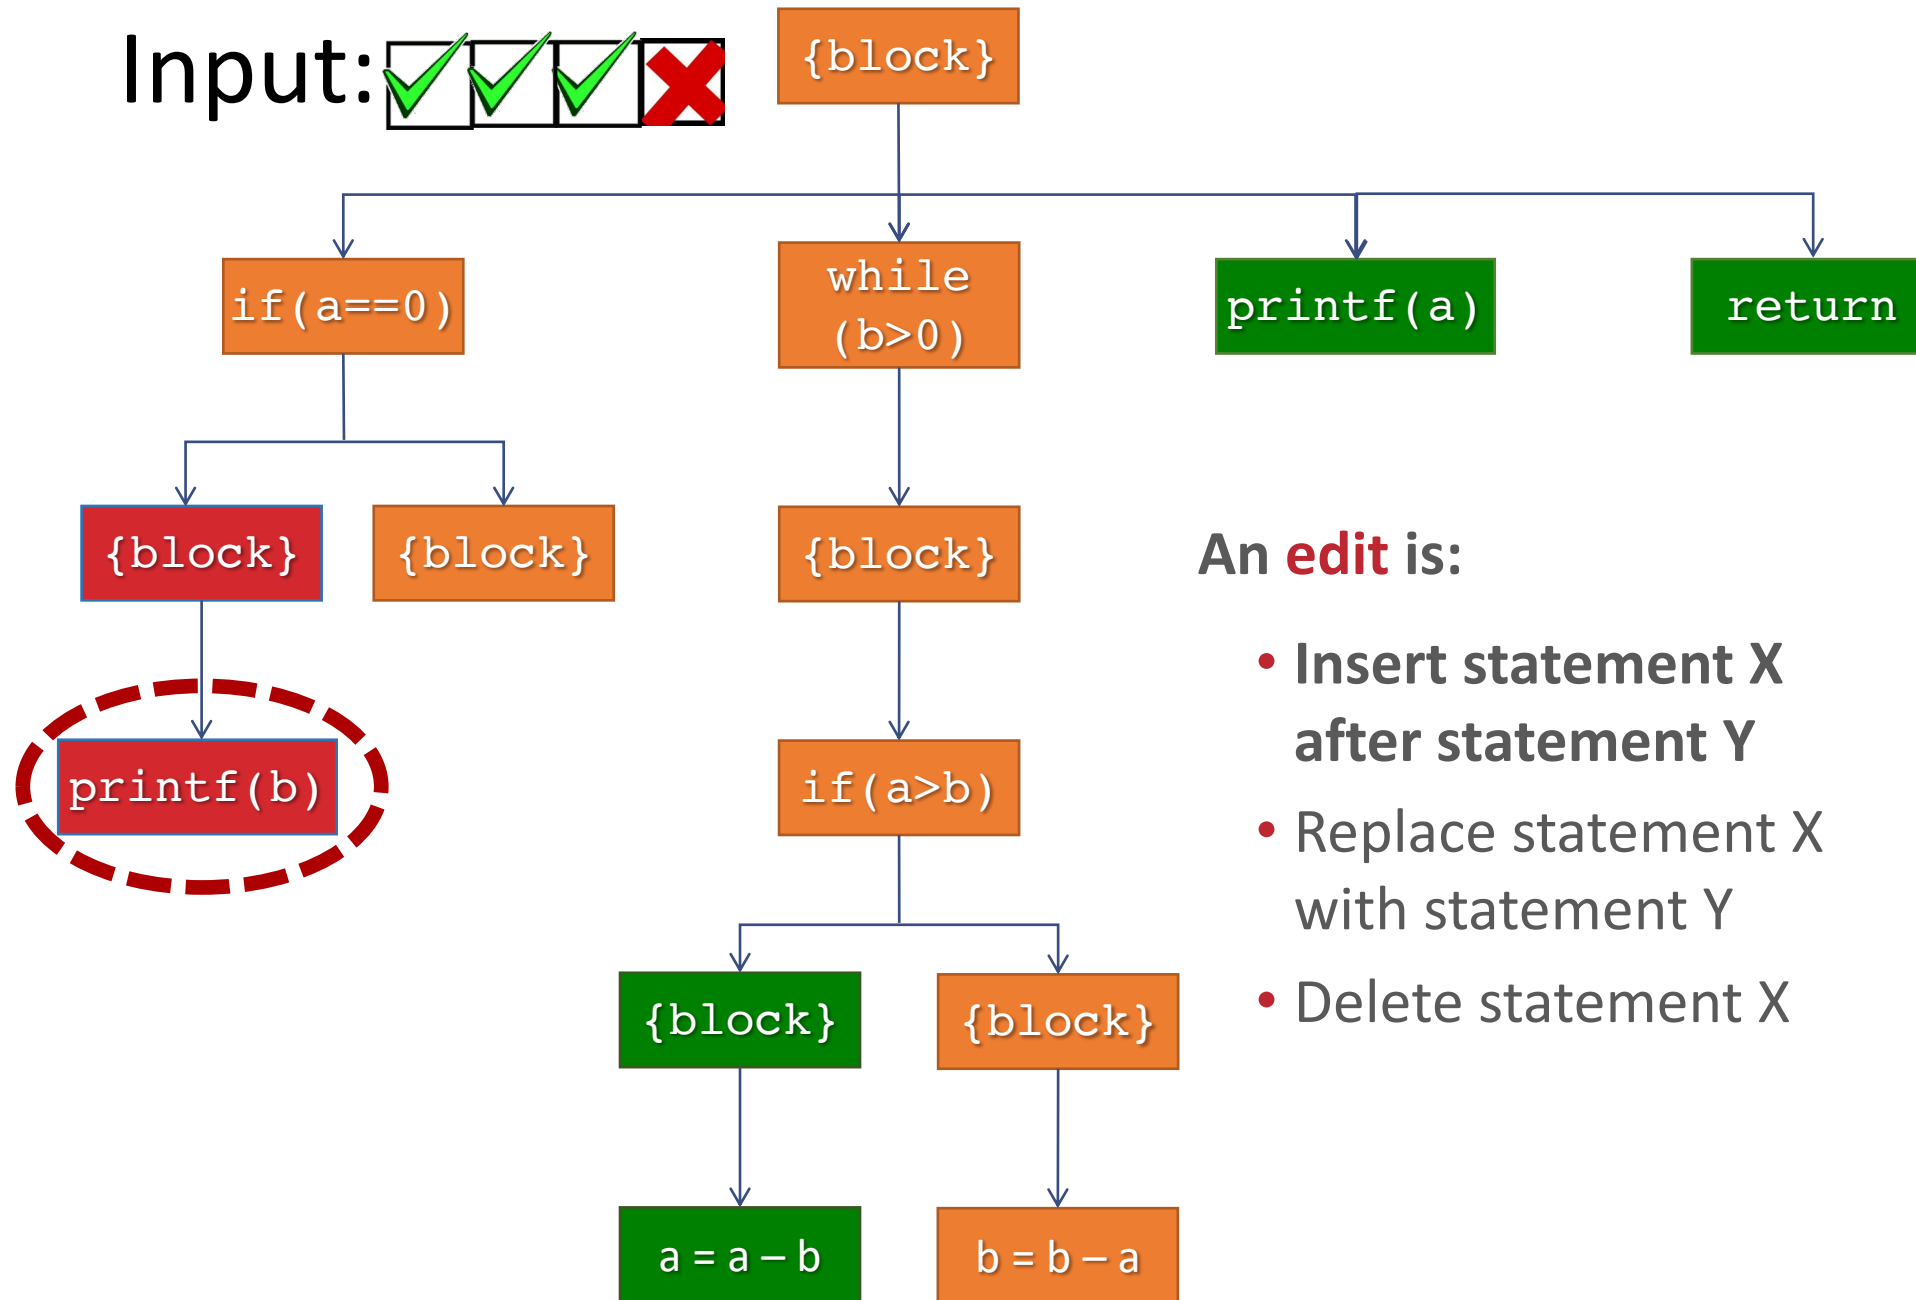 Input:
{block}
if(a==0)
while
(b>0)
printf(a)
return
{block}
{block}
{block}
An edit is:
• Insert statement X
after statement Y
printf(b)
if(a>b)
• Replace statement X
with statement Y
• Delete statement X
{block}
{block}
a = a – b
b = b – a